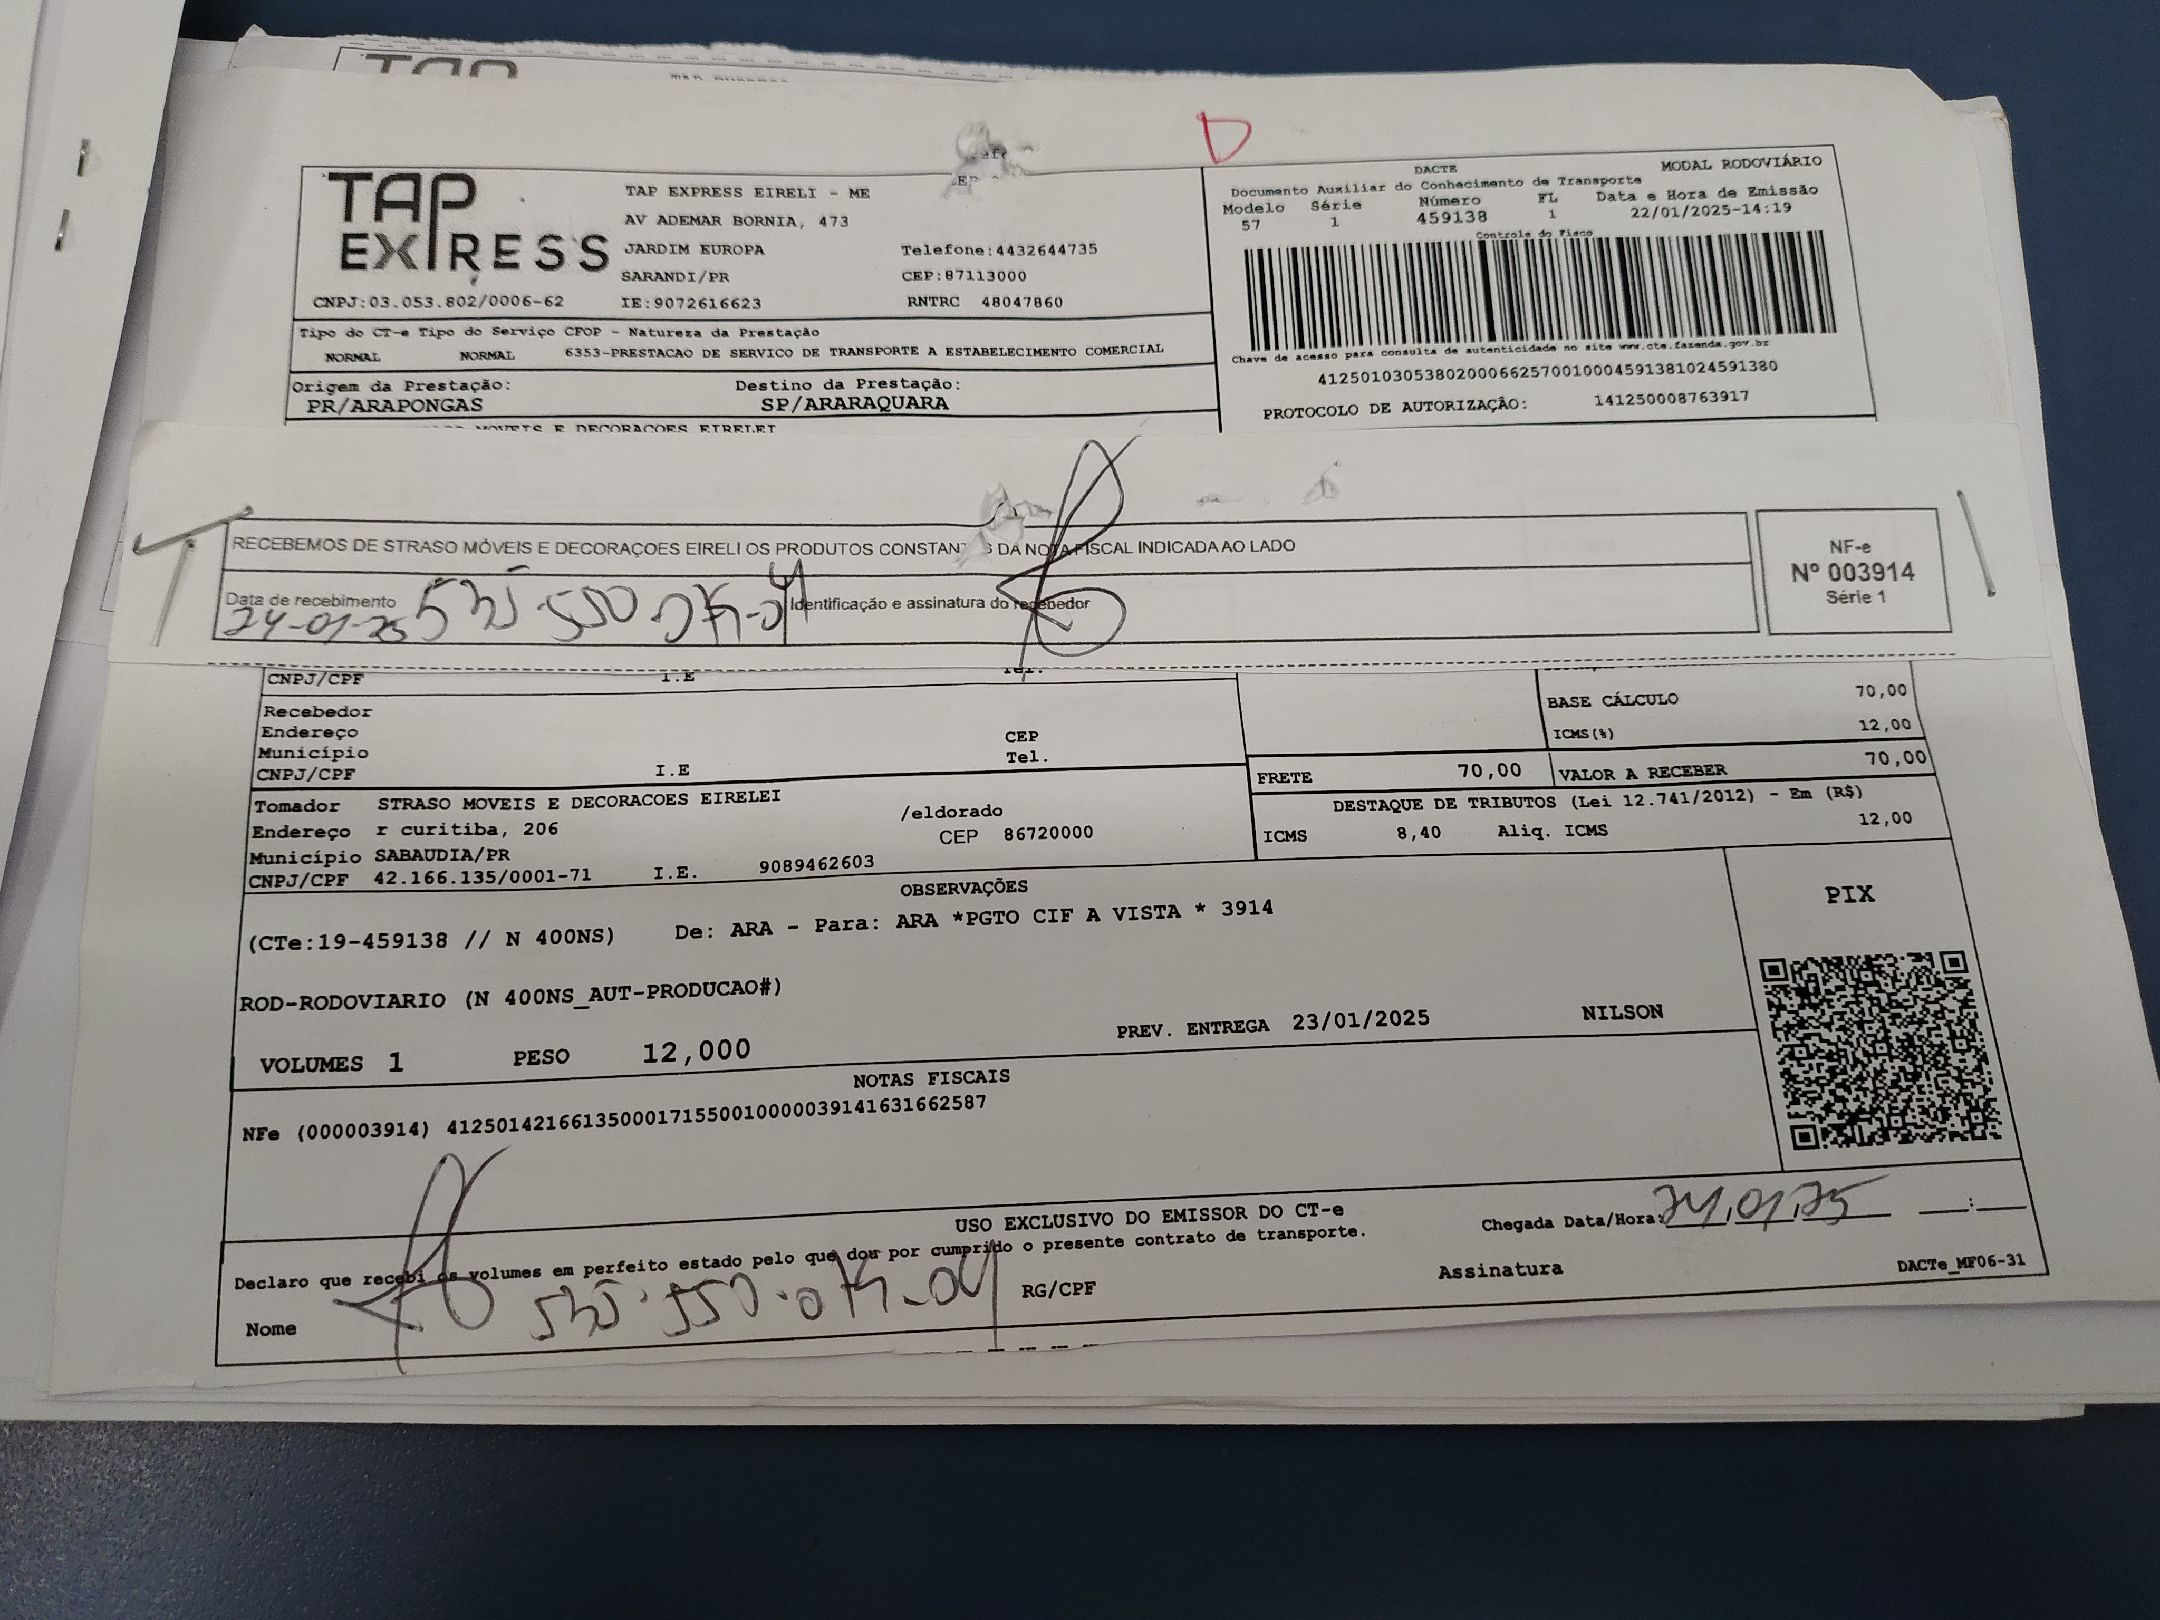 TAP
TAP EXPRESS
TAP EXPRESS EIRELI - ME
AV ADEMAR BORNIA, 473
JARDIM EUROPA Telefone:4432644735
SARANDI/PR CEP:87113000
CNPJ:03.053.802/0006-62 IE:9072616623 RNTRC 48047860
D
DACTE MODAL RODOVIÁRIO
Documento Auxiliar do Conhecimento de Transporte
Modelo Série Número FL Data e Hora de Emissão
57 1 459138 1 22/01/2025-14:19
Controle do Fisco
Chave de acesso para consulta de autenticidade no site www.cte.fazenda.gov.br
41250103053802000662570010004591381024591380
PROTOCOLO DE AUTORIZAÇÃO: 141250008763917
Tipo do CT-e Tipo do Serviço CFOP - Natureza da Prestação
NORMAL NORMAL 6353-PRESTACAO DE SERVICO DE TRANSPORTE A ESTABELECIMENTO COMERCIAL
Origem da Prestação: Destino da Prestação:
PR/ARAPONGAS SP/ARARAQUARA
MOVEIS E DECORACOES EIRELEI
RECEBEMOS DE STRASO MÓVEIS E DECORAÇOES EIRELI OS PRODUTOS CONSTANTES DA NOTA FISCAL INDICADA AO LADO
Data de recebimento Identificação e assinatura do recebedor
24-01-25
NF-e
Nº 003914
Série 1
CNPJ/CPF I.E Tel.
Recebedor
Endereço CEP
Município Tel.
CNPJ/CPF I.E
BASE CÁLCULO 70,00
ICMS(%) 12,00
FRETE 70,00 VALOR A RECEBER 70,00
DESTAQUE DE TRIBUTOS (Lei 12.741/2012) - Em (R$)
ICMS 8,40 Aliq. ICMS 12,00
Tomador STRASO MOVEIS E DECORACOES EIRELEI
Endereço r curitiba, 206 /eldorado
Município SABAUDIA/PR CEP 86720000
CNPJ/CPF 42.166.135/0001-71 I.E. 9089462603
OBSERVAÇÕES
(CTe:19-459138 // N 400NS) De: ARA - Para: ARA *PGTO CIF A VISTA * 3914
ROD-RODOVIARIO (N 400NS_AUT-PRODUCAO#)
PREV. ENTREGA 23/01/2025 NILSON
VOLUMES 1 PESO 12,000
PIX
NOTAS FISCAIS
NFe (000003914) 41250142166135000171550010000039141631662587
USO EXCLUSIVO DO EMISSOR DO CT-e
Declaro que recebi os volumes em perfeito estado pelo que dou por cumprido o presente contrato de transporte.
Chegada Data/Hora: 24,01,25 :
Nome RG/CPF Assinatura
DACTe_MF06-31